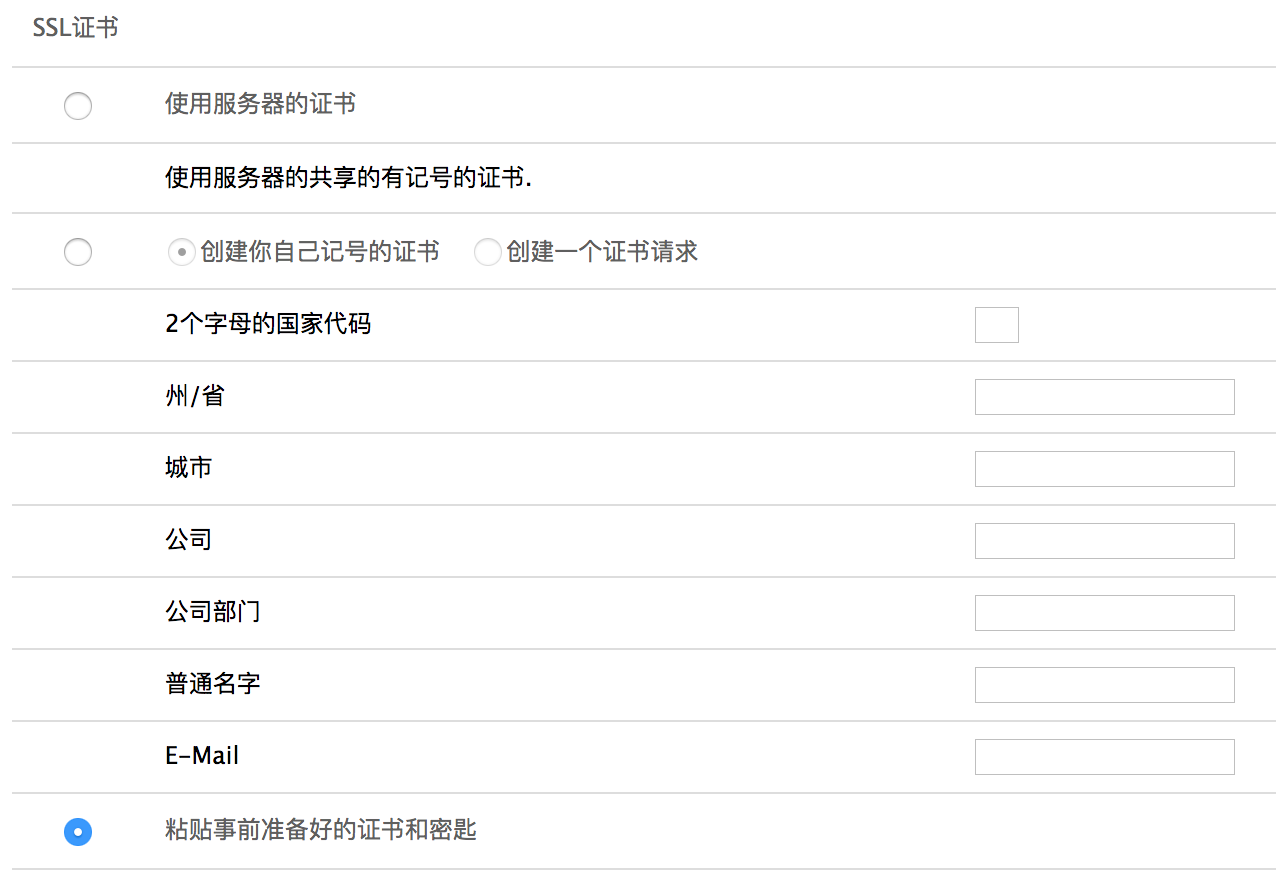 SSL证书
使用服务器的证书
使用服务器的共享的有记号的证书.
创建你自己记号的证书 创建一个证书请求
2个字母的国家代码
州/省
城市
公司
公司部门
普通名字
E-Mail
粘贴事前准备好的证书和密匙